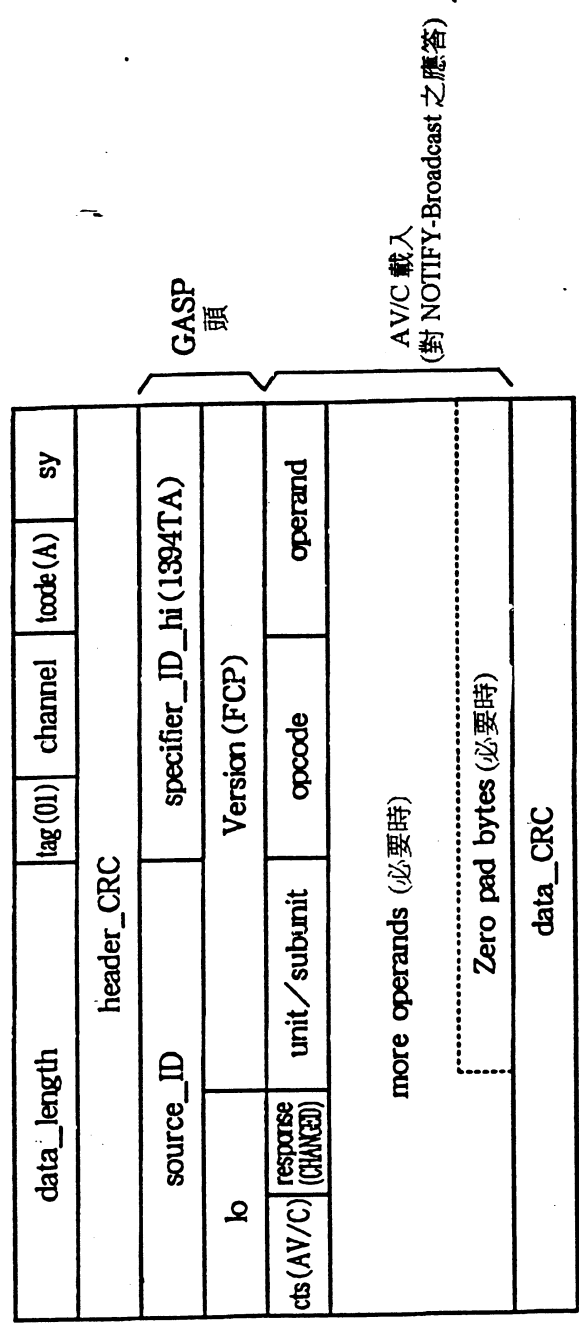 data_length tag(01) channel tcode(A) sy
header_CRC
source_ID specifier_ID_hi(1394TA)
lo Version(FCP)
cts(AV/C) response unit/subunit opcode operand
(CHANGED)
more operands (必要時)
Zero pad bytes(必要時)
data_CRC
GASP
頭
AV/C 載入
(對 NOTIFY-Broadcast 之應答)